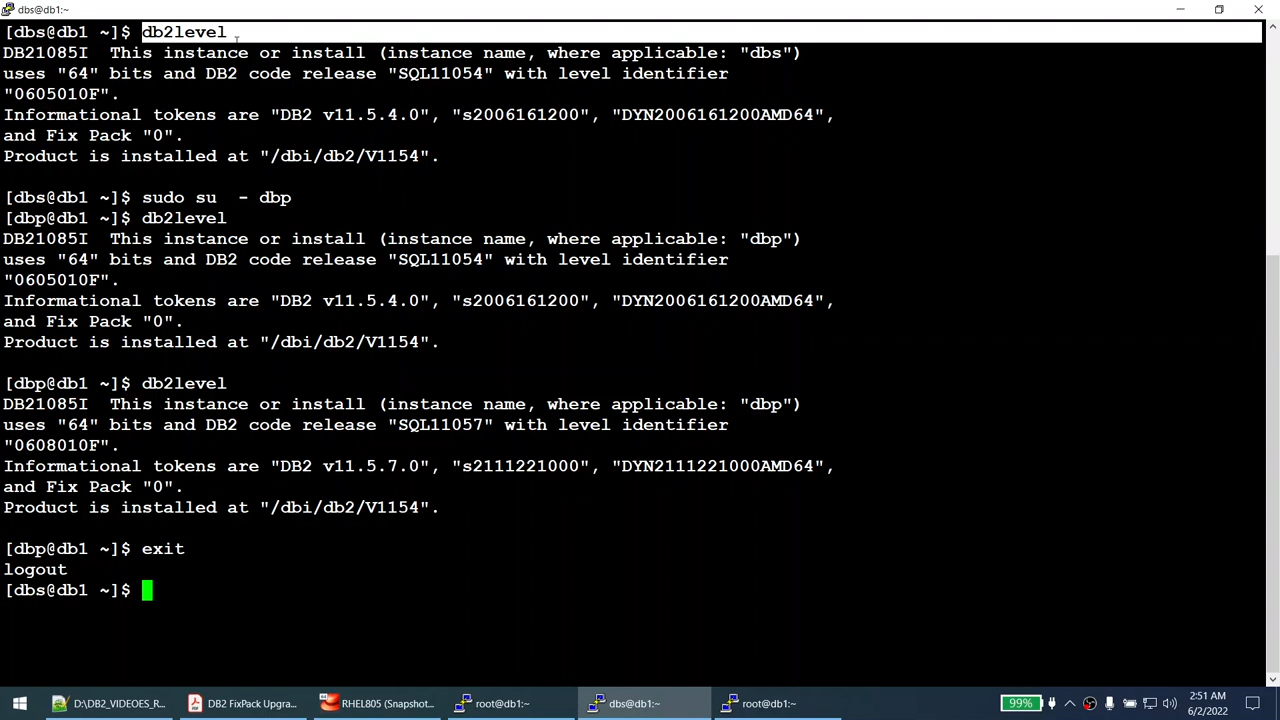 dbs@db1:~
[dbs@db1 ~]$ db2level
DB21085I  This instance or install (instance name, where applicable: "dbs")
uses "64" bits and DB2 code release "SQL11054" with level identifier
"0605010F".
Informational tokens are "DB2 v11.5.4.0", "s2006161200", "DYN2006161200AMD64",
and Fix Pack "0".
Product is installed at "/dbi/db2/V1154".
[dbs@db1 ~]$ sudo su  - dbp
[dbp@db1 ~]$ db2level
DB21085I  This instance or install (instance name, where applicable: "dbp")
uses "64" bits and DB2 code release "SQL11054" with level identifier
"0605010F".
Informational tokens are "DB2 v11.5.4.0", "s2006161200", "DYN2006161200AMD64",
and Fix Pack "0".
Product is installed at "/dbi/db2/V1154".
[dbp@db1 ~]$ db2level
DB21085I  This instance or install (instance name, where applicable: "dbp")
uses "64" bits and DB2 code release "SQL11057" with level identifier
"0608010F".
Informational tokens are "DB2 v11.5.7.0", "s2111221000", "DYN2111221000AMD64",
and Fix Pack "0".
Product is installed at "/dbi/db2/V1154".
[dbp@db1 ~]$ exit
logout
[dbs@db1 ~]$
D:\DB2_VIDEOES_R... DB2 FixPack Upgra... RHEL805 (Snapshot... root@db1:~ dbs@db1:~ root@db1:~ 99% 2:51 AM
6/2/2022